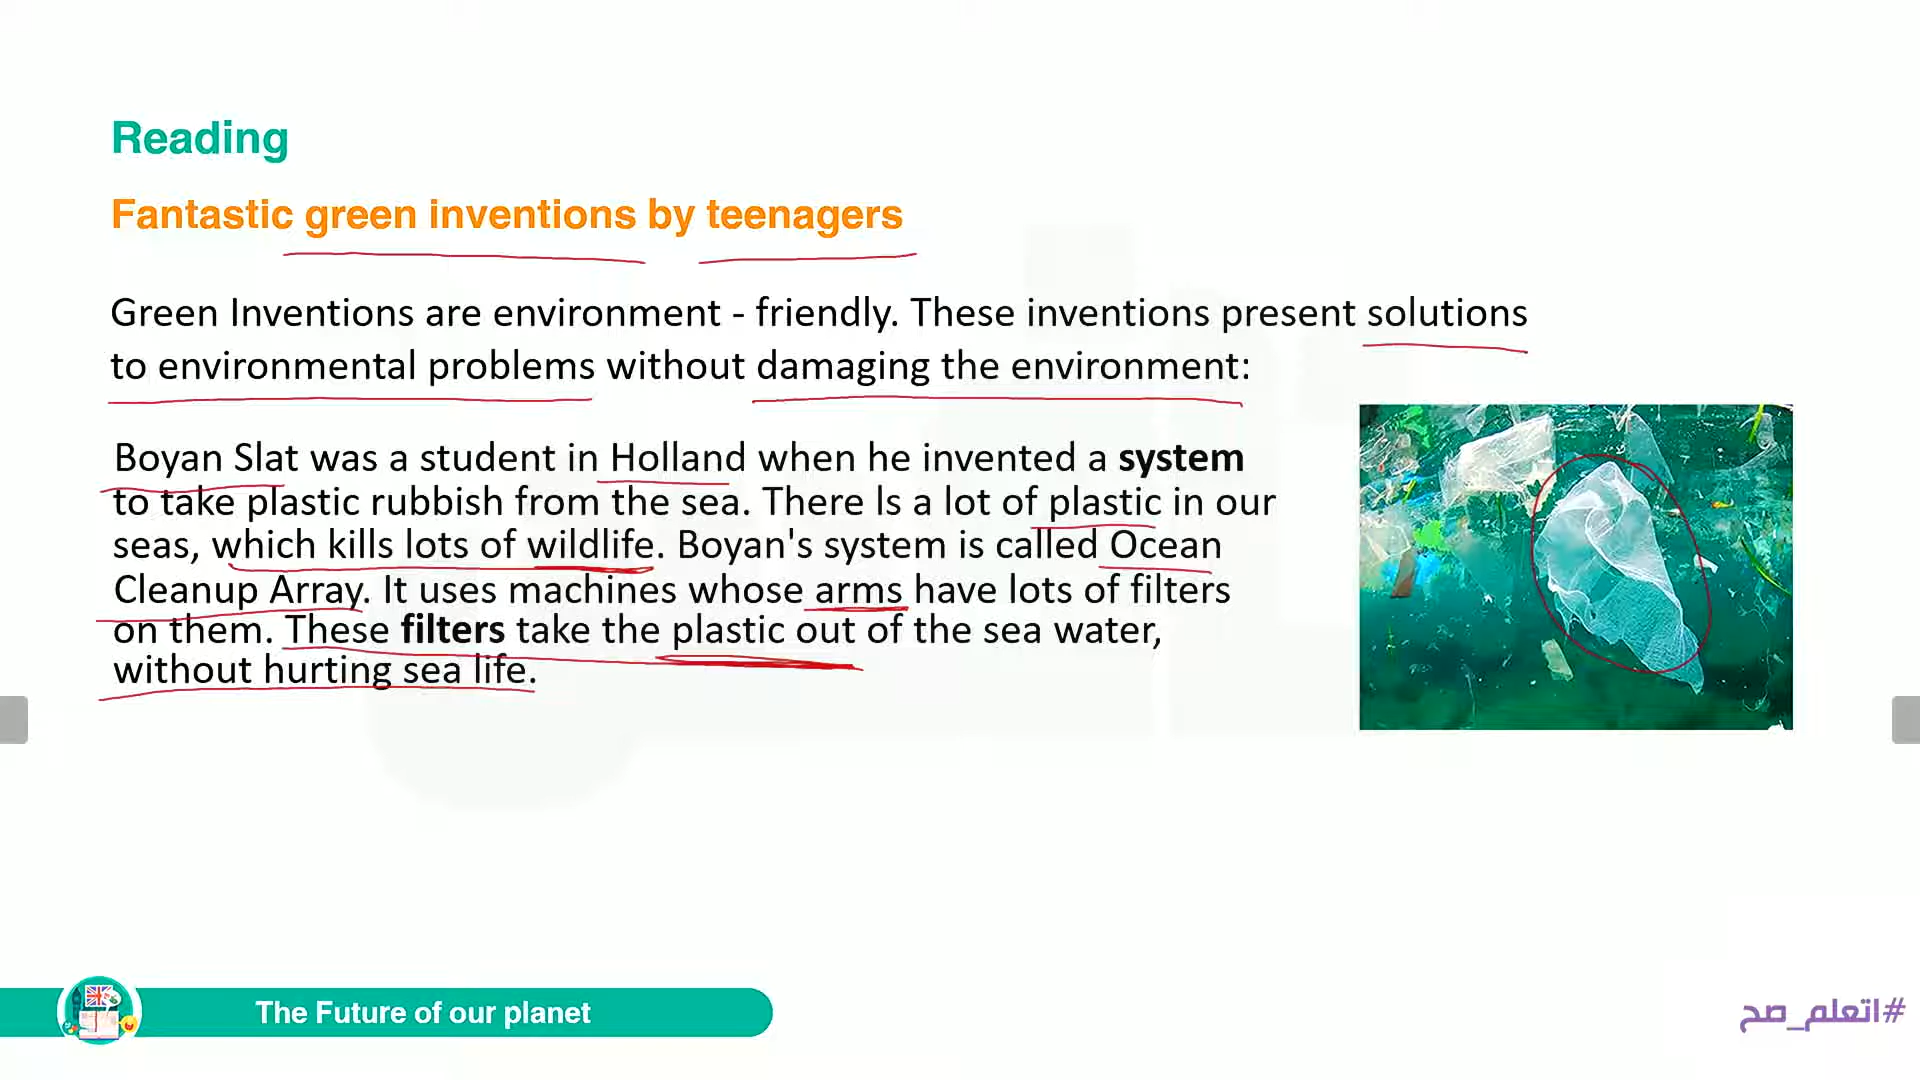 Reading
Fantastic green inventions by teenagers
Green Inventions are environment - friendly. These inventions present solutions
to environmental problems without damaging the environment:
Boyan Slat was a student in Holland when he invented a system
to take plastic rubbish from the sea. There ls a lot of plastic in our
seas, which kills lots of wildlife. Boyan's system is called Ocean
Cleanup Array. It uses machines whose arms have lots of filters
on them. These filters take the plastic out of the sea water,
without hurting sea life.
The Future of our planet
#اتعلم_صح